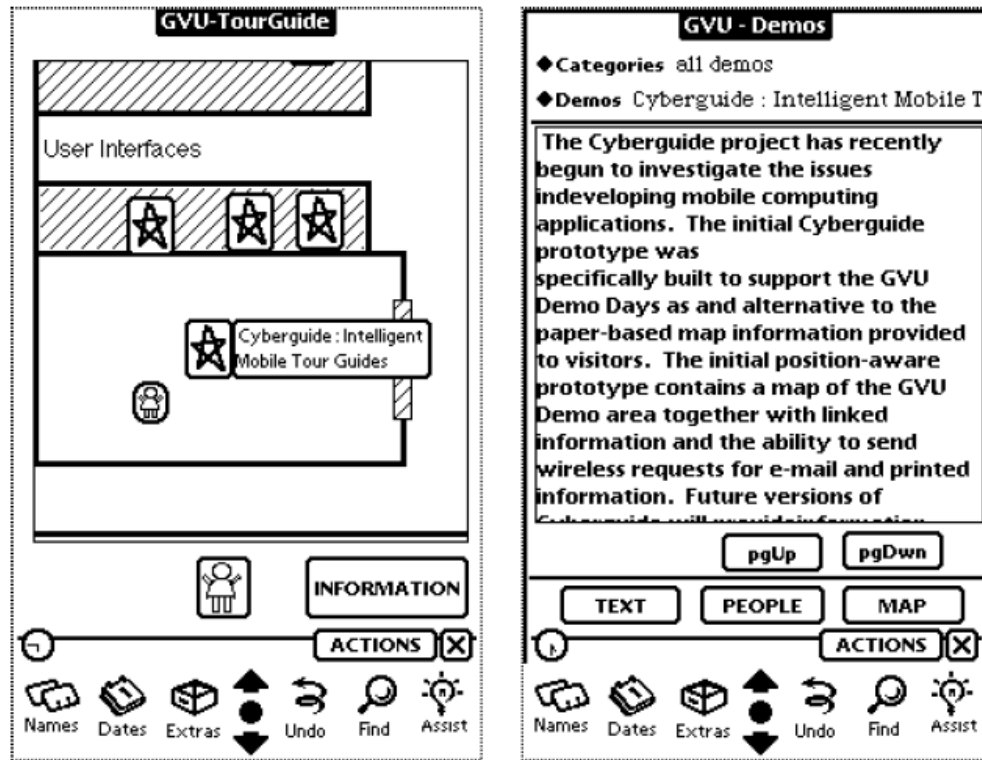 GVU-TourGuide
User Interfaces
Cyberguide : Intelligent
Mobile Tour Guides
INFORMATION
ACTIONS
Names
Dates
Extras
Undo
Find
Assist
GVU - Demos
Categories all demos
Demos Cyberguide : Intelligent Mobile T
The Cyberguide project has recently
begun to investigate the issues
indeveloping mobile computing
applications. The initial Cyberguide
prototype was
specifically built to support the GVU
Demo Days as and alternative to the
paper-based map information provided
to visitors. The initial position-aware
prototype contains a map of the GVU
Demo area together with linked
information and the ability to send
wireless requests for e-mail and printed
information. Future versions of
pgUp
pgDwn
TEXT
PEOPLE
MAP
ACTIONS
Names
Dates
Extras
Undo
Find
Assist